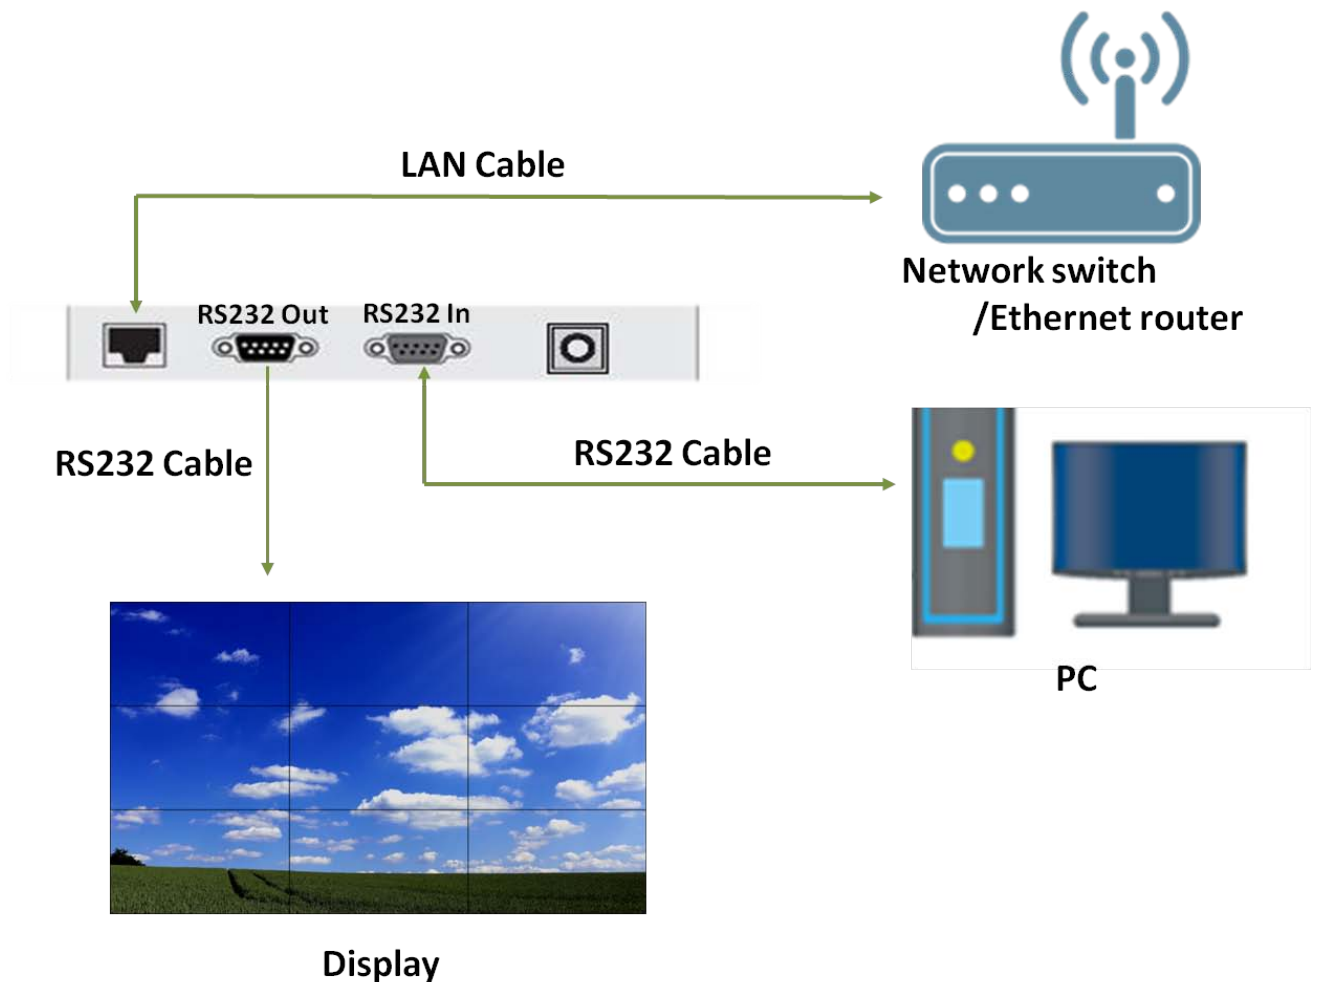 LAN Cable
Network switch
/Ethernet router
RS232 Out
RS232 In
RS232 Cable
RS232 Cable
PC
Display